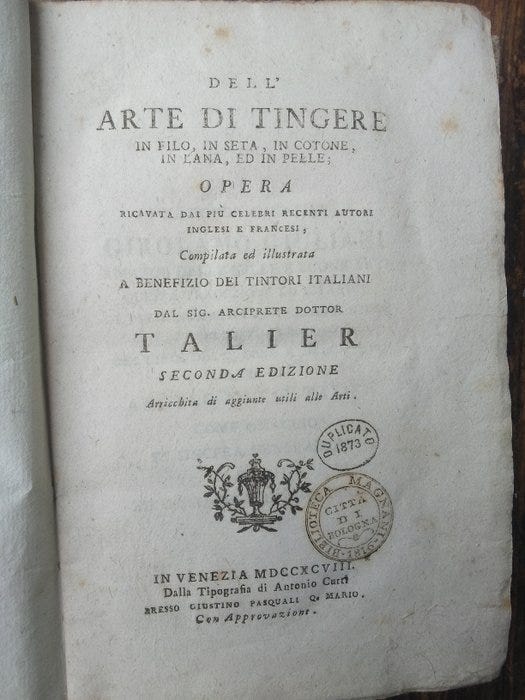 DELL'
ARTE DI TINGERE
IN FILO, IN SETA, IN COTONE,
IN LANA, ED IN PELLE;
OPERA
RICAVATA DAI PIÙ CELEBRI RECENTI AUTORI
INGLESI E FRANCESI,
Compilata ed illustrata
A BENEFIZIO DEI TINTORI ITALIANI
DAL SIG. ARCIPRETE DOTTOR
TALIER
SECONDA EDIZIONE
Arricchita di aggiunte utili alle Arti.
DUPLICATO
1873
BIBLIOTECA MAGNANI
CITTÀ
DI
BOLOGNA
IN VENEZIA MDCCXCVIII.
Dalla Tipografia di Antonio Curti
PRESSO GIUSTINO PASQUALI Q. MARIO.
Con Approvazione.